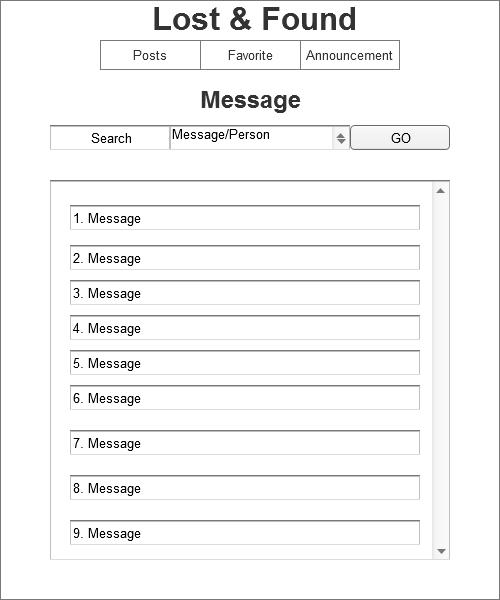 Lost & Found
Posts Favorite Announcement
Message
Search Message/Person GO
1. Message
2. Message
3. Message
4. Message
5. Message
6. Message
7. Message
8. Message
9. Message